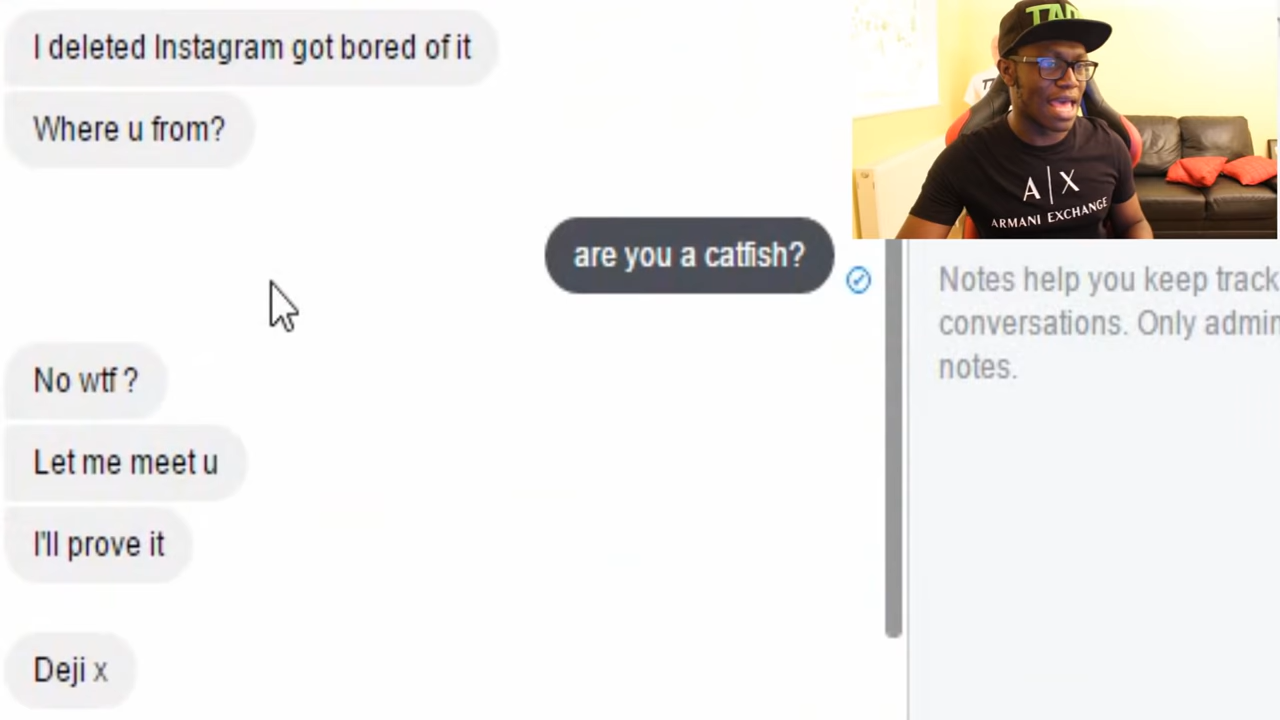 I deleted Instagram got bored of it
Where u from?
are you a catfish?
No wtf ?
Let me meet u
I'll prove it
Deji x
Notes help you keep track
conversations. Only admin
notes.
A|X
ARMANI EXCHANGE